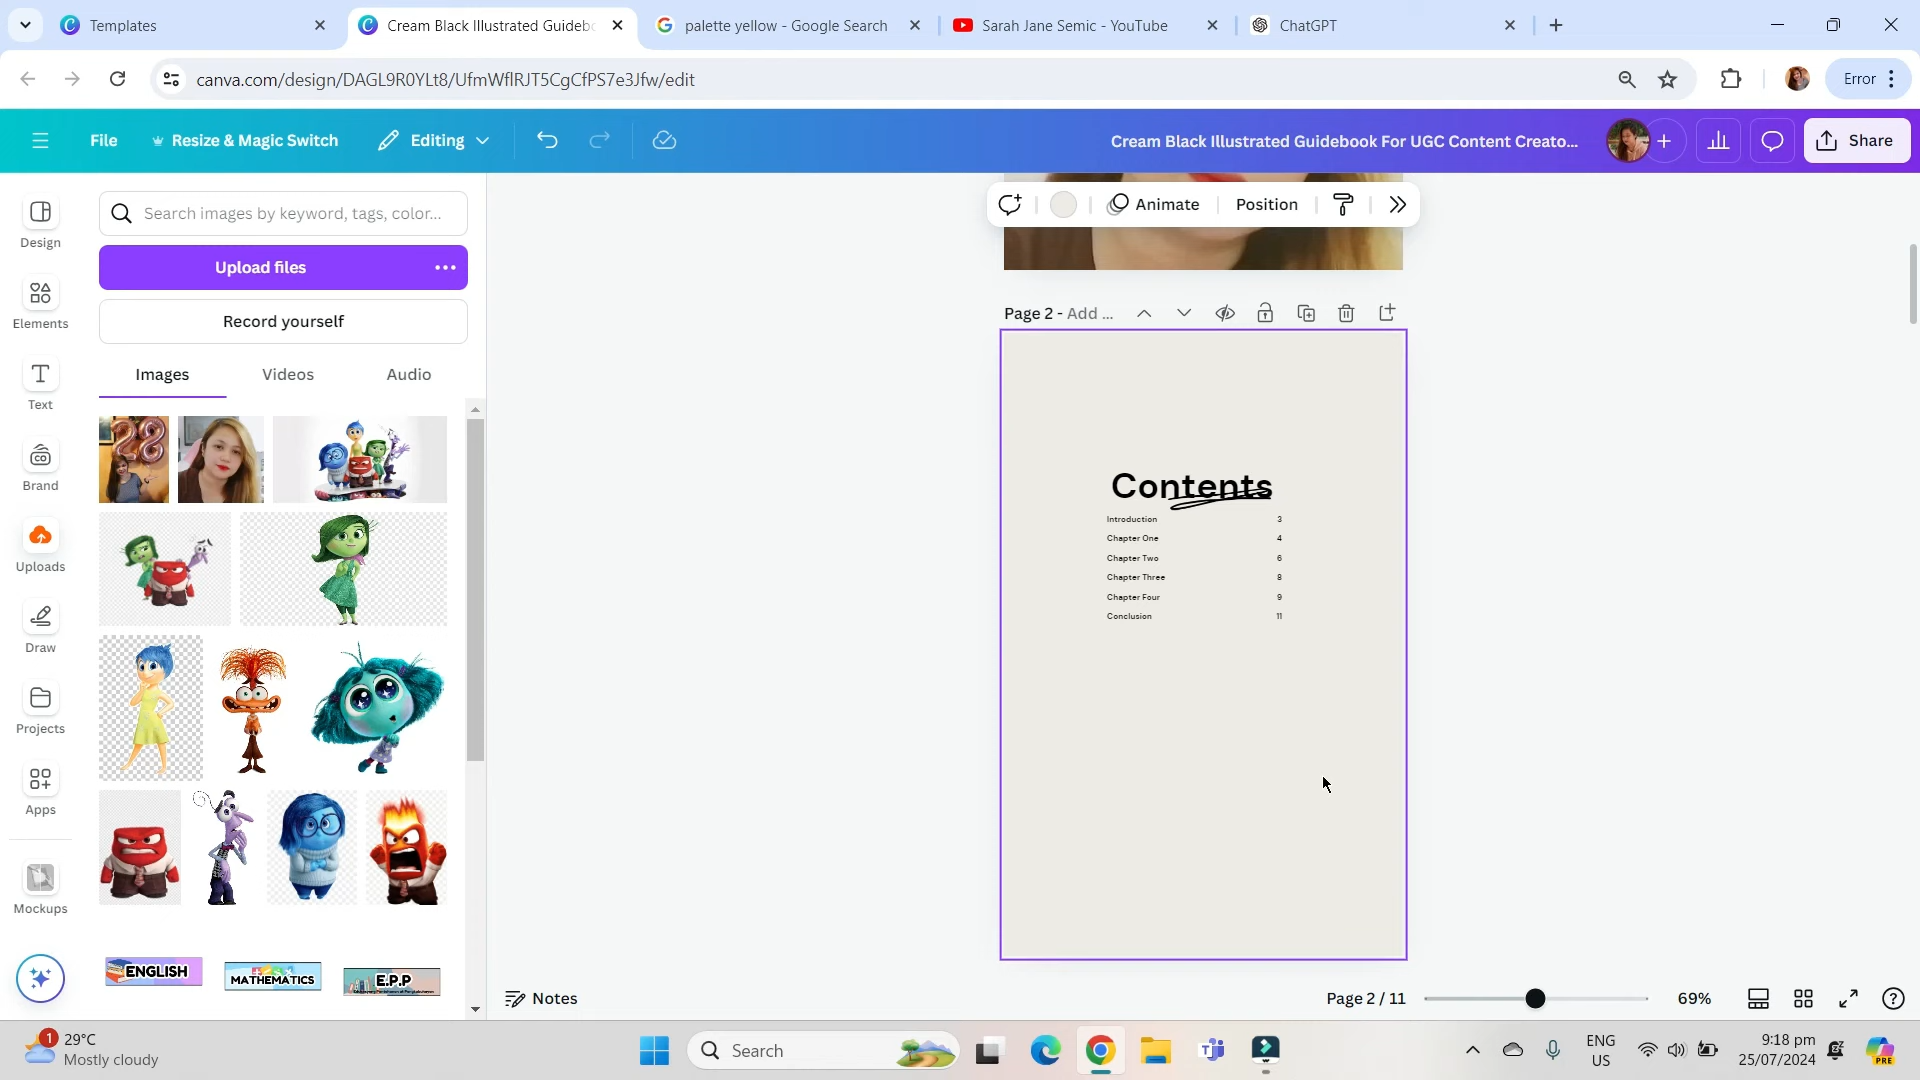 Templates
Cream Black Illustrated Guidebo
palette yellow - Google Search
Sarah Jane Semic - YouTube
ChatGPT
canva.com/design/DAGL9R0YLt8/UfmWflRJT5CgCfPS7e3Jfw/edit
Error
File
Resize & Magic Switch
Editing
Cream Black Illustrated Guidebook For UGC Content Creato...
Share
Design
Elements
Text
Brand
Uploads
Draw
Projects
Apps
Mockups
Search images by keyword, tags, color...
Upload files
Record yourself
Images
Videos
Audio
28
ENGLISH
MATHEMATICS
E.P.P
Animate
Position
Page 2 - Add ...
Contents
Introduction 3
Chapter One 4
Chapter Two 6
Chapter Three 8
Chapter Four 9
Conclusion 11
Notes
Page 2 / 11
69%
1
29°C
Mostly cloudy
Search
ENG
US
9:18 pm
25/07/2024
PRE